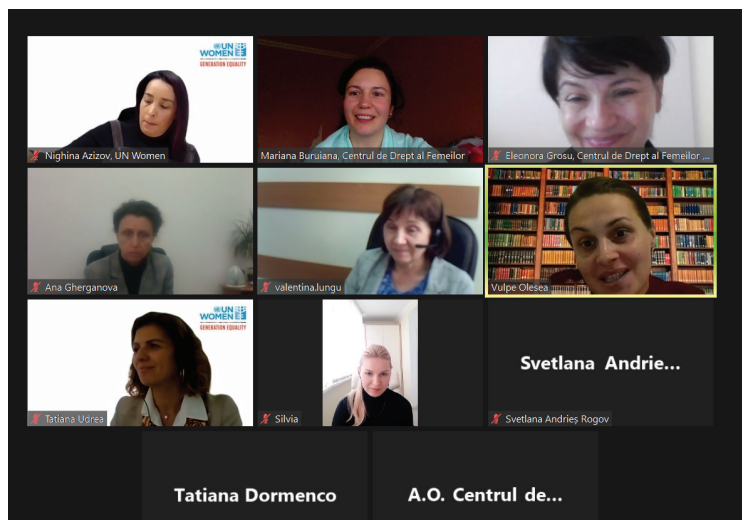 UN
WOMEN
GENERATION EQUALITY
Nighina Azizov, UN Women
Mariana Buruiana, Centrul de Drept al Femeilor
Eleonora Grosu, Centrul de Drept al Femeilor ...
Ana Gherganova
valentina.lungu
Vulpe Olesea
UN
WOMEN
GENERATION EQUALITY
Tatiana Udrea
Silvia
Svetlana Andrie...
Svetlana Andrieș Rogov
Tatiana Dormenco
A.O. Centrul de...